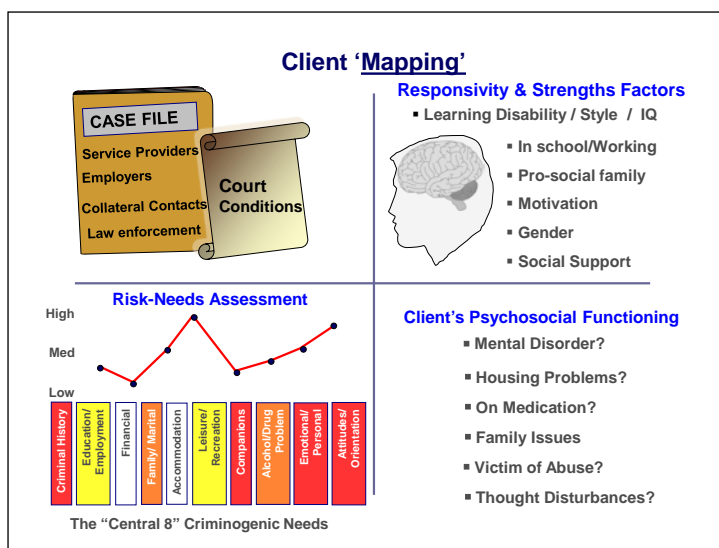 Client ‘Mapping’
CASE FILE
Service Providers
Employers
Collateral Contacts
Law enforcement
Court
Conditions
Responsivity & Strengths Factors
▪ Learning Disability / Style / IQ
▪ In school/Working
▪ Pro-social family
▪ Motivation
▪ Gender
▪ Social Support
Risk-Needs Assessment
High
Med
Low
Criminal History
Education/
Employment
Financial
Family/ Marital
Accommodation
Leisure/
Recreation
Companions
Alcohol/Drug
Problem
Emotional/
Personal
Attitudes/
Orientation
The “Central 8” Criminogenic Needs
Client’s Psychosocial Functioning
▪ Mental Disorder?
▪ Housing Problems?
▪ On Medication?
▪ Family Issues
▪ Victim of Abuse?
▪ Thought Disturbances?